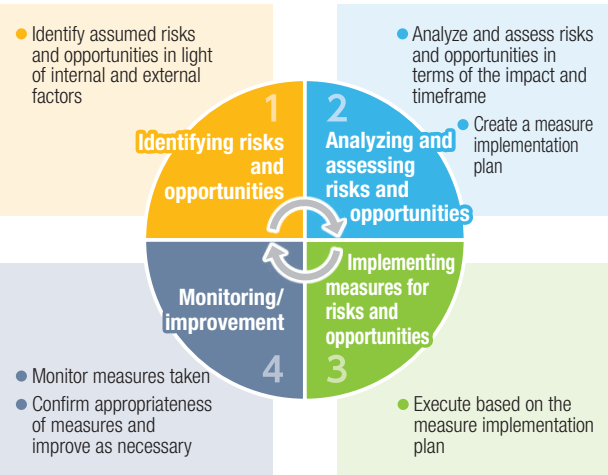 ● Identify assumed risks
and opportunities in light
of internal and external
factors
1
Identifying risks
and
opportunities
● Analyze and assess risks
and opportunities in
terms of the impact and
timeframe
● Create a measure
implementation
plan
2
Analyzing and
assessing
risks and
opportunities
Implementing
measures for
risks and
opportunities
3
● Execute based on the
measure implementation
plan
Monitoring/
improvement
4
● Monitor measures taken
● Confirm appropriateness
of measures and
improve as necessary